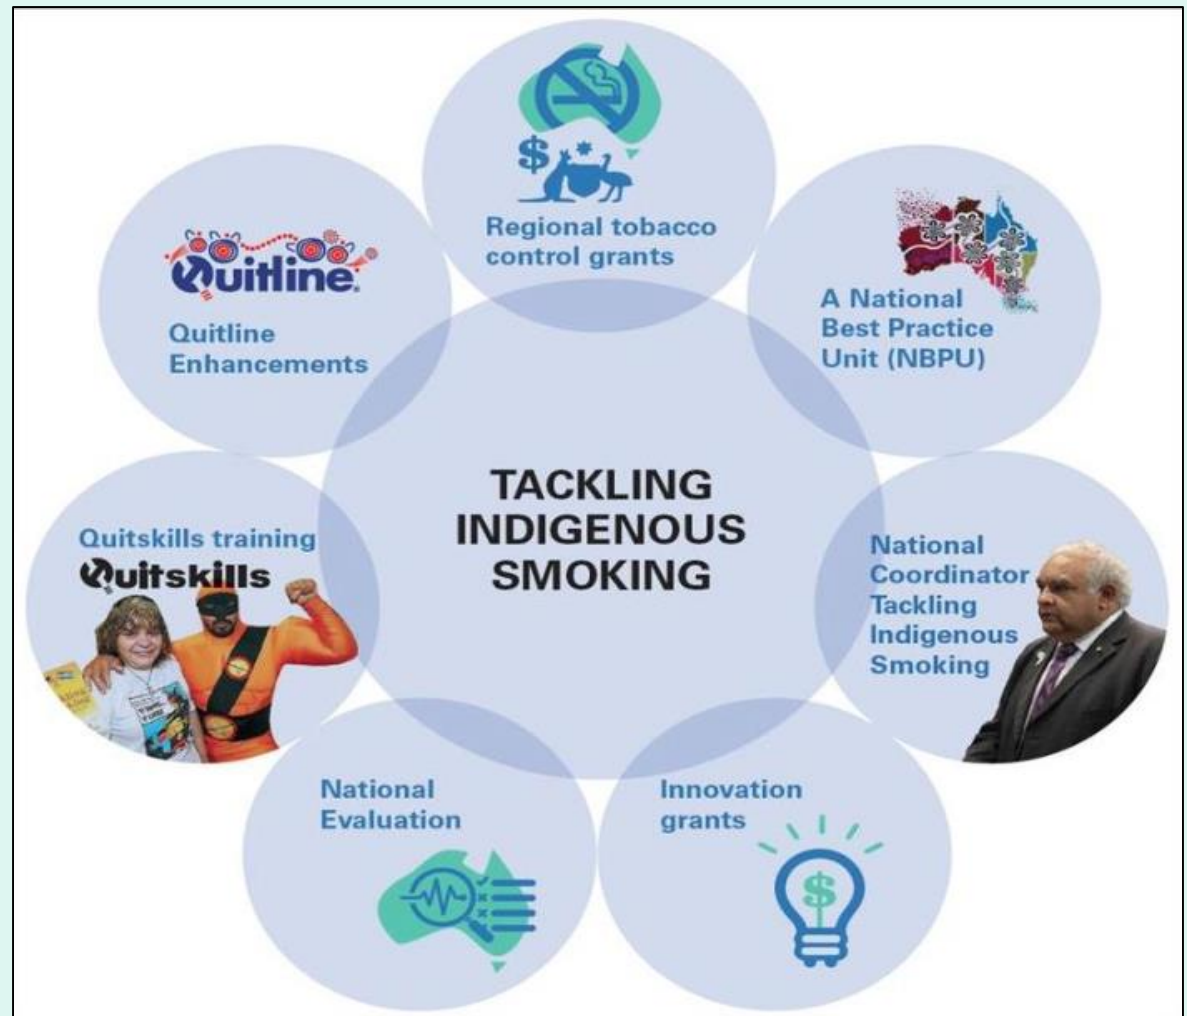 $
Regional tobacco
control grants
Quitline
Quitline
Enhancements
A National
Best Practice
Unit (NBPU)
TACKLING
INDIGENOUS
SMOKING
Quitskills training
Quitskills
National
Coordinator
Tackling
Indigenous
Smoking
National
Evaluation
Innovation
grants
$